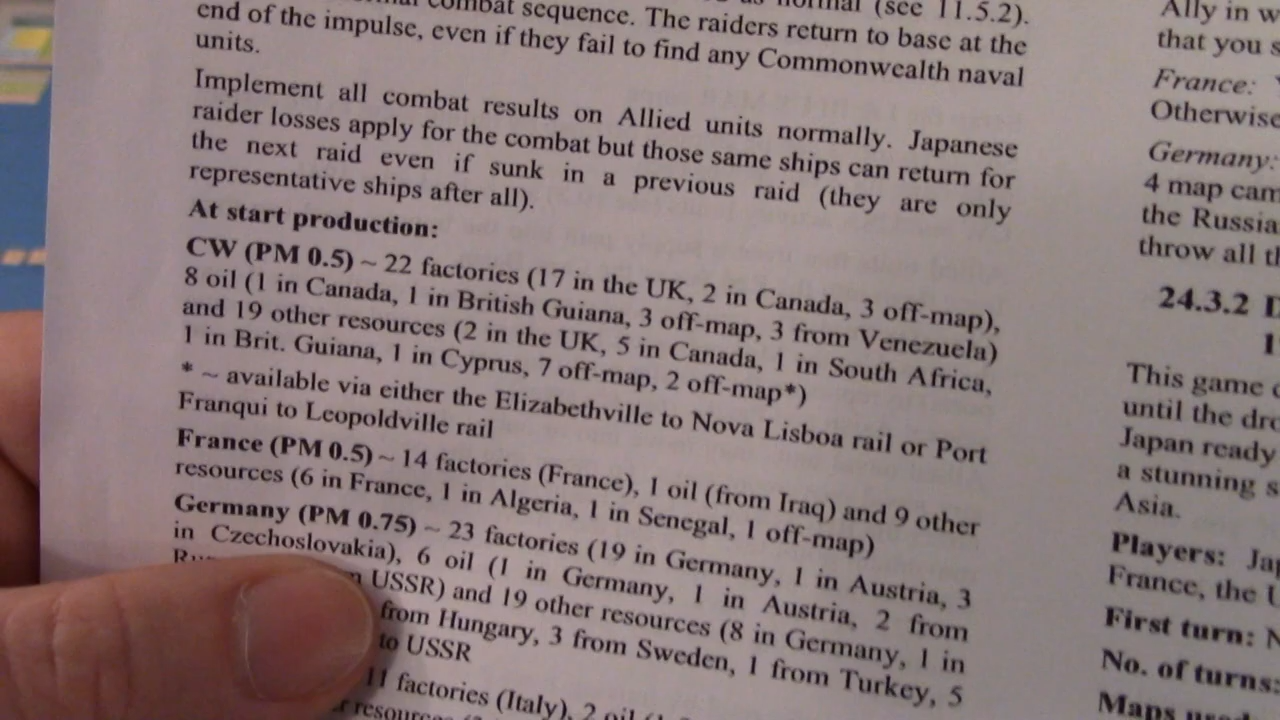 combat sequence. The raiders return to base at the
normal (see 11.5.2).
end of the impulse, even if they fail to find any Commonwealth naval
units.
Implement all combat results on Allied units normally. Japanese
raider losses apply for the combat but those same ships can return for
the next raid even if sunk in a previous raid (they are only
representative ships after all).
At start production:
CW (PM 0.5) ~ 22 factories (17 in the UK, 2 in Canada, 3 off-map),
8 oil (1 in Canada, 1 in British Guiana, 3 off-map, 3 from Venezuela)
and 19 other resources (2 in the UK, 5 in Canada, 1 in South Africa,
1 in Brit. Guiana, 1 in Cyprus, 7 off-map, 2 off-map*)
* ~ available via either the Elizabethville to Nova Lisboa rail or Port
Franqui to Leopoldville rail
France (PM 0.5) ~ 14 factories (France), 1 oil (from Iraq) and 9 other
resources (6 in France, 1 in Algeria, 1 in Senegal, 1 off-map)
Germany (PM 0.75) ~ 23 factories (19 in Germany, 1 in Austria, 3
in Czechoslovakia), 6 oil (1 in Germany, 1 in Austria, 2 from
USSR) and 19 other resources (8 in Germany, 1 in
from Hungary, 3 from Sweden, 1 from Turkey, 5
to USSR
11 factories (Italy), 2 oil
Ally in
that you
France:
Otherwise
Germany:
4 map
the
throw all
24.3.2
This game
until the
Japan ready
a stunning
Asia.
Players:
France, the
First turn:
No. of turns:
Maps